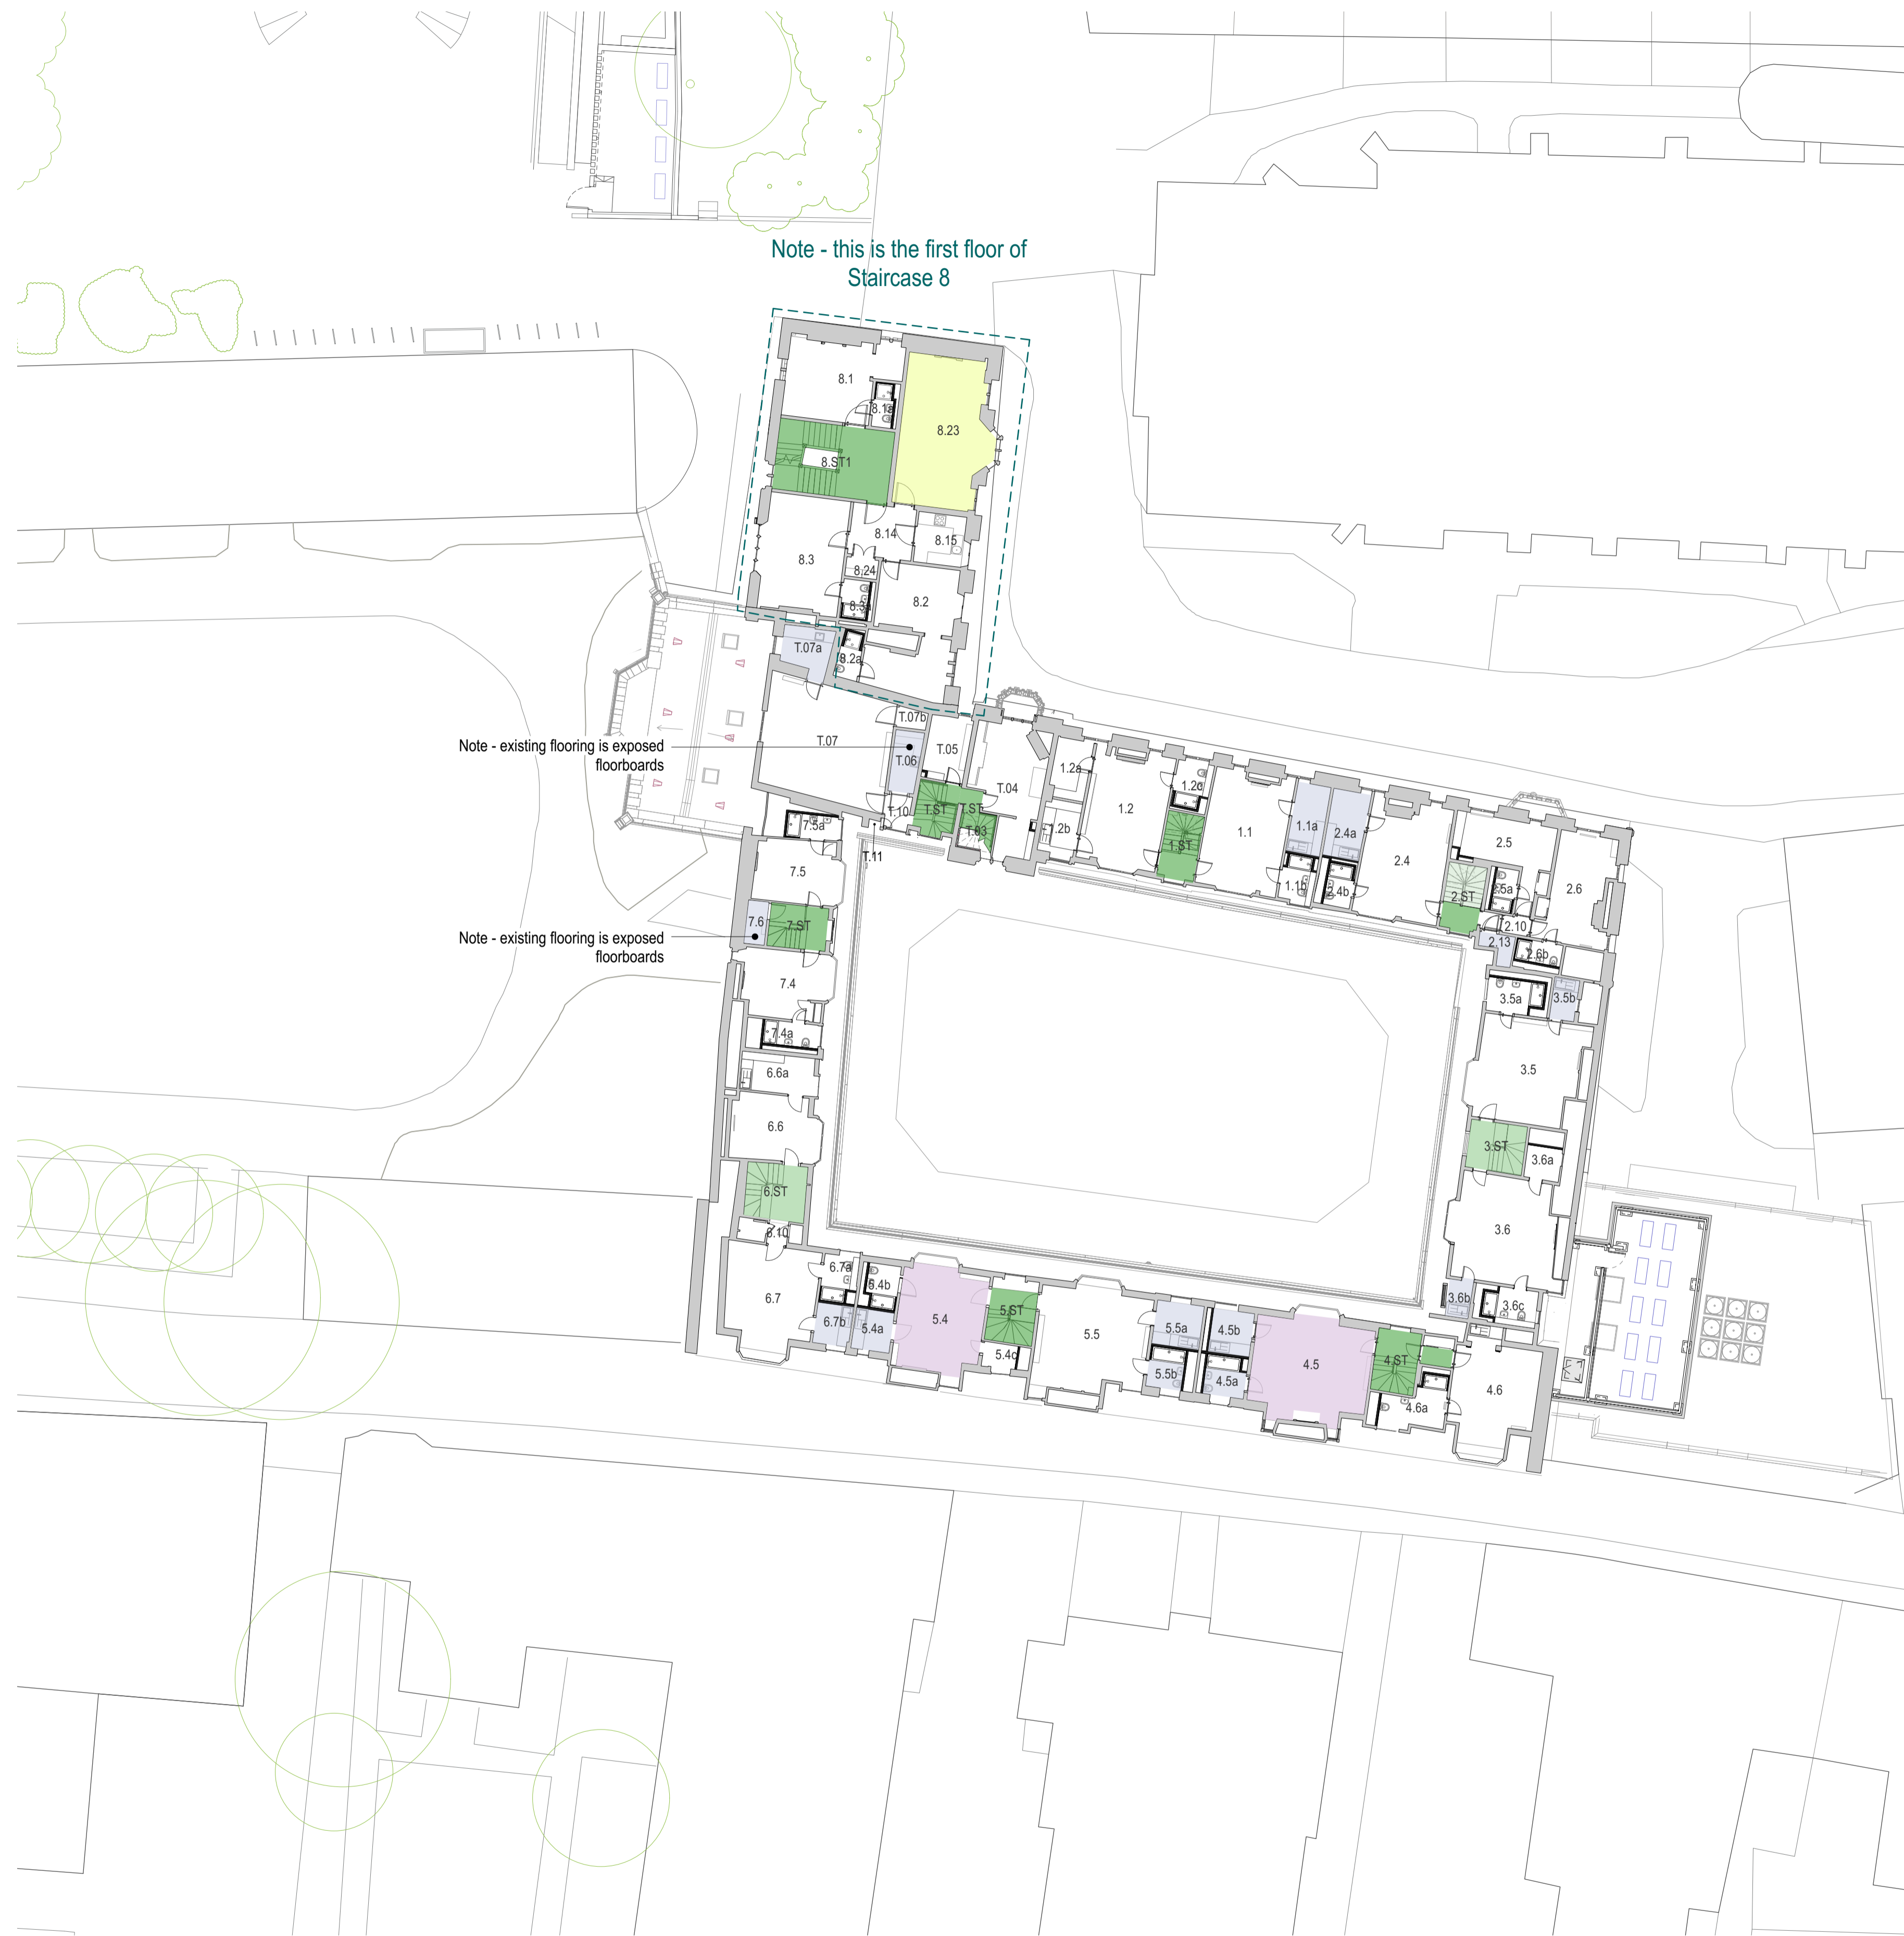 Note - this is the first floor of
Staircase 8
8.1
8.1a
8.23
8.ST1
8.14
8.15
8.3
8.24
8.3a
8.2
T.07a
8.2a
T.07b
Note - existing flooring is exposed
floorboards
T.07
T.06
T.05
T.04
T.10
T.ST
T.ST
T.03
T.11
1.2a
1.2
1.2c
1.2b
1.ST
1.1
1.1a
1.1b
2.4a
2.4b
2.4
2.5
2.ST
2.5a
2.6
2.10
2.13
2.6b
7.5a
7.5
7.6
7.ST
Note - existing flooring is exposed
floorboards
7.4
7.4a
3.5a
3.5b
3.5
6.6a
6.6
3.ST
3.6a
6.ST
6.10
3.6
6.7a
5.4b
6.7
6.7b
5.4a
5.4
5.ST
5.4c
5.5
5.5a
5.5b
4.5b
4.5a
4.5
4.ST
4.6a
4.6
3.6b
3.6c